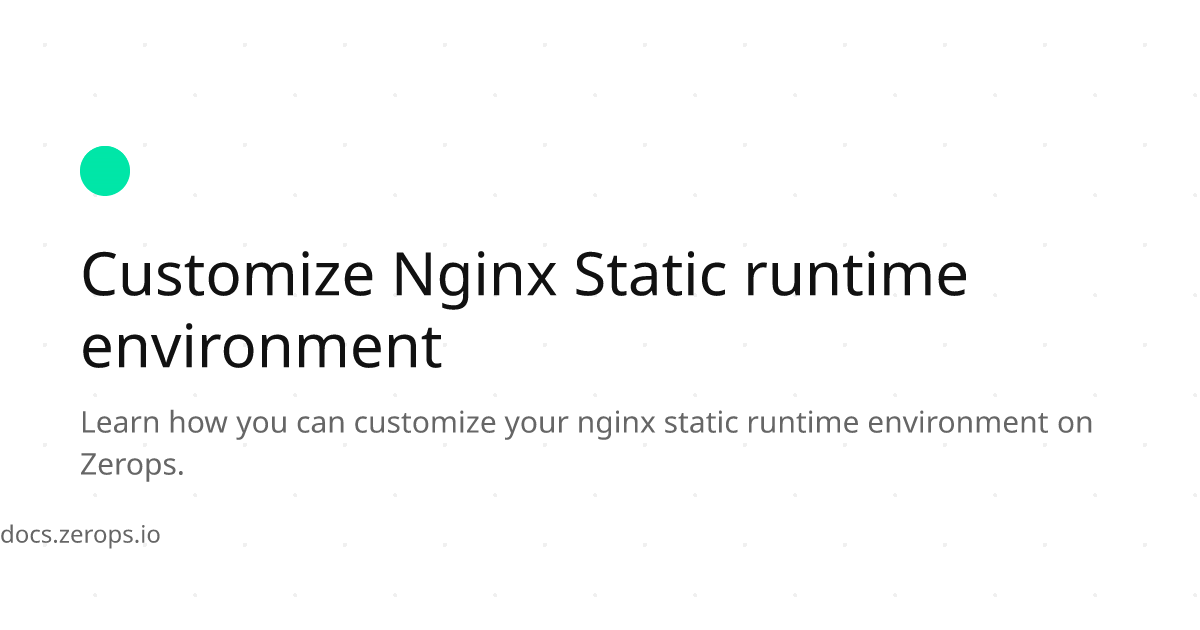 Customize Nginx Static runtime
environment
Learn how you can customize your nginx static runtime environment on
Zerops.
docs.zerops.io